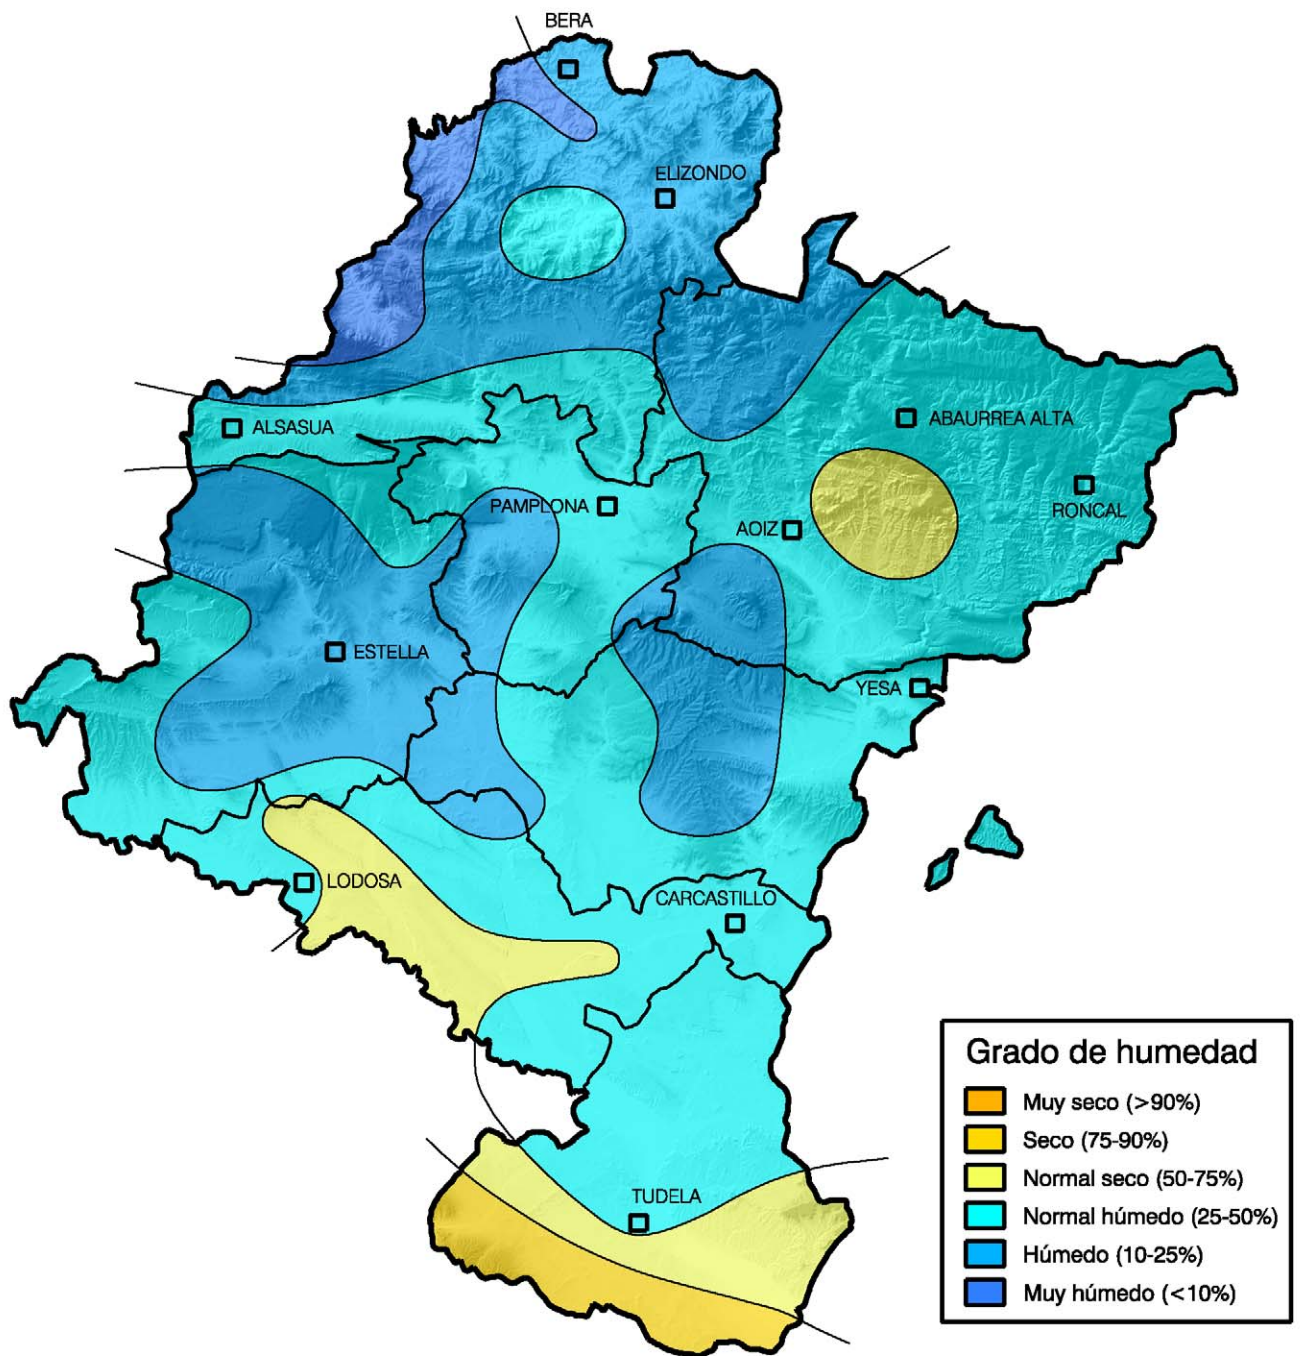 BERA
ELIZONDO
ALSASUA
ABAURREA ALTA
PAMPLONA
RONCAL
AOIZ
ESTELLA
YESA
LODOSA
CARCASTILLO
TUDELA
Grado de humedad
Muy seco (>90%)
Seco (75-90%)
Normal seco (50-75%)
Normal húmedo (25-50%)
Húmedo (10-25%)
Muy húmedo (<10%)